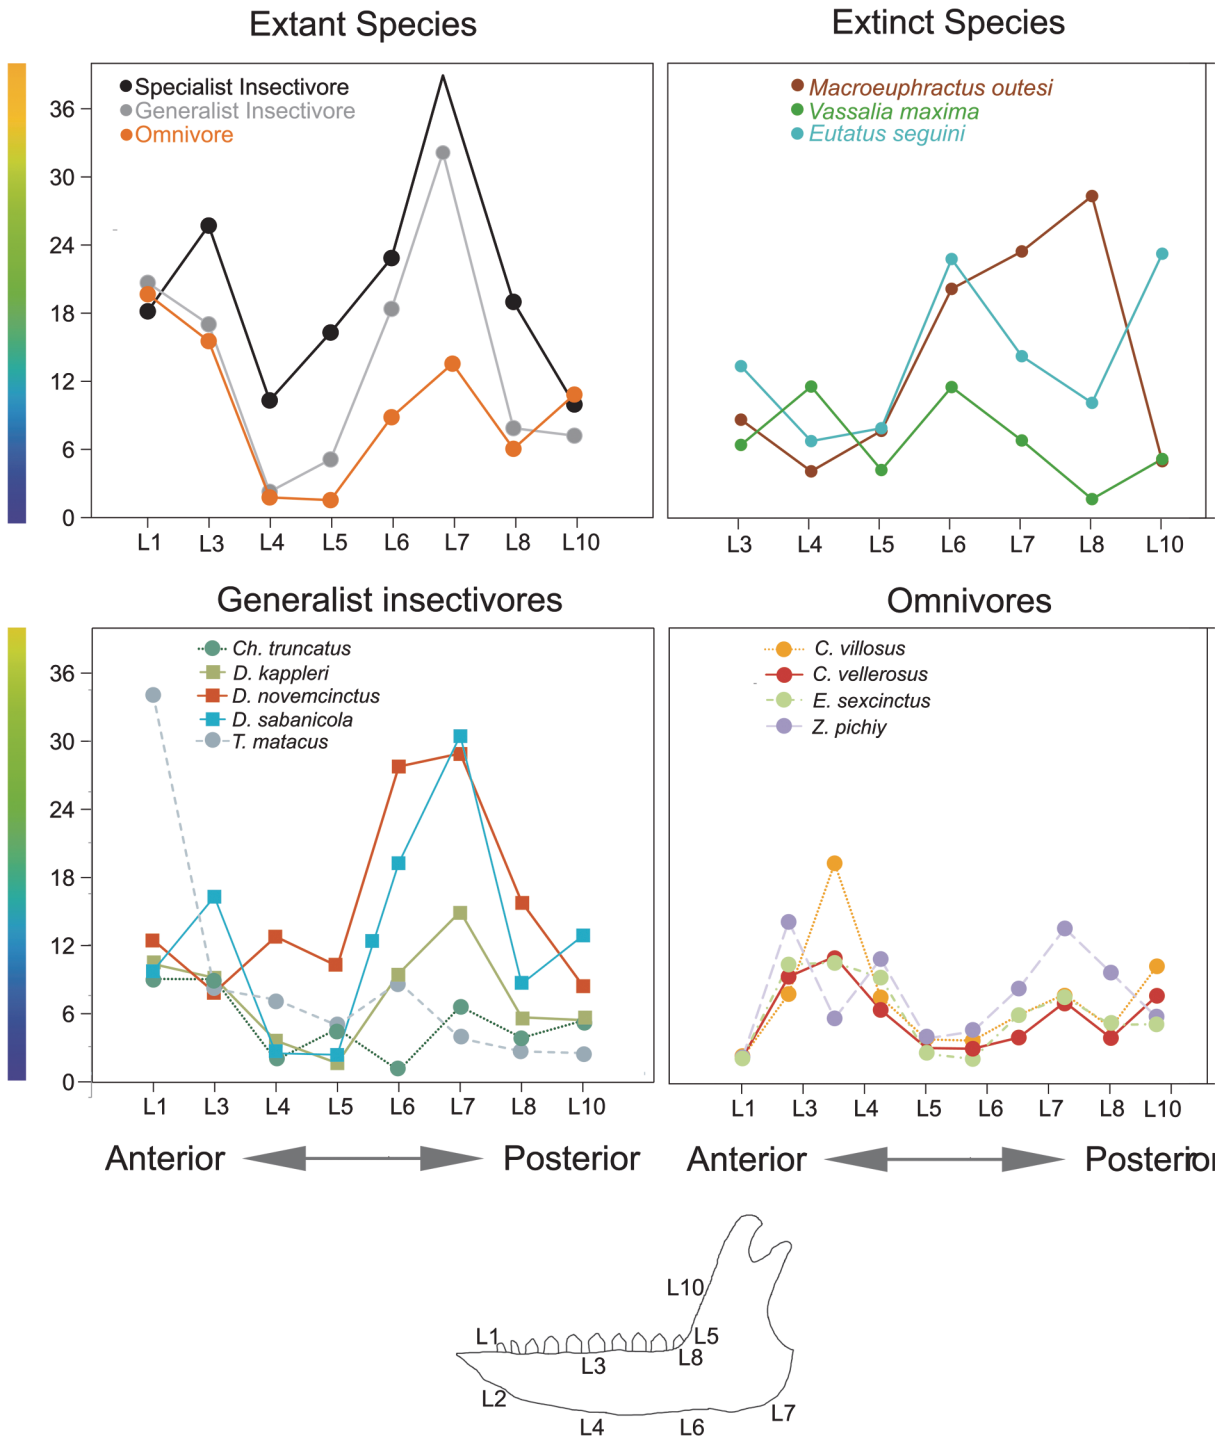 Extant Species
Specialist Insectivore
Generalist Insectivore
Omnivore
36
30
24
18
12
6
0
L1 L3 L4 L5 L6 L7 L8 L10
Extinct Species
Macroeuphractus outesi
Vassalia maxima
Eutatus seguini
L3 L4 L5 L6 L7 L8 L10
Generalist insectivores
Ch. truncatus
D. kappleri
D. novemcinctus
D. sabanicola
T. matacus
36
30
24
18
12
6
0
L1 L3 L4 L5 L6 L7 L8 L10
Anterior Posterior
Omnivores
C. villosus
C. vellerosus
E. sexcinctus
Z. pichiy
L1 L3 L4 L5 L6 L7 L8 L10
Anterior Posterior
L10
L1 L5
L3 L8
L2
L4 L6 L7